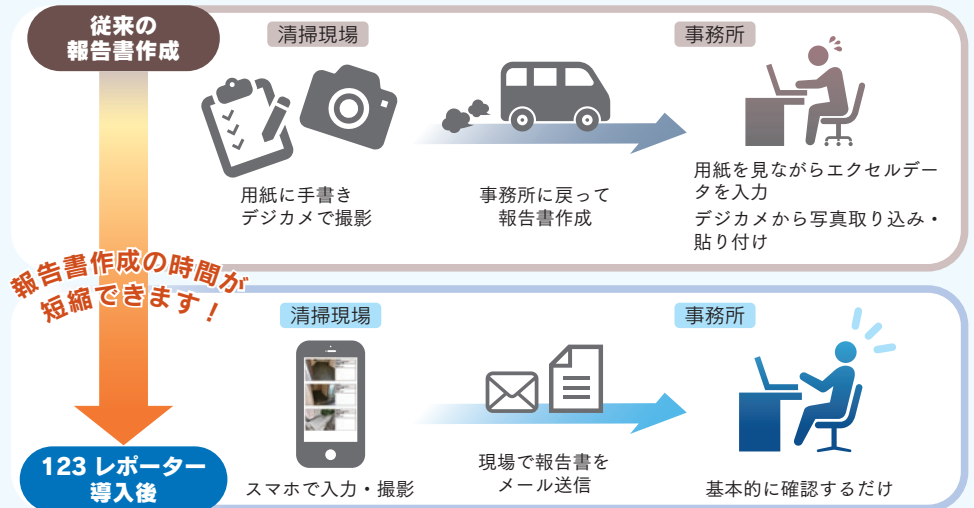 従来の
報告書作成
清掃現場
事務所
用紙に手書き
デジカメで撮影
事務所に戻って
報告書作成
用紙を見ながらエクセルデー
タを入力
デジカメから写真取り込み・
貼り付け
報告書作成の時間が
短縮できます！
清掃現場
事務所
123 レポーター
導入後
スマホで入力・撮影
現場で報告書を
メール送信
基本的に確認するだけ